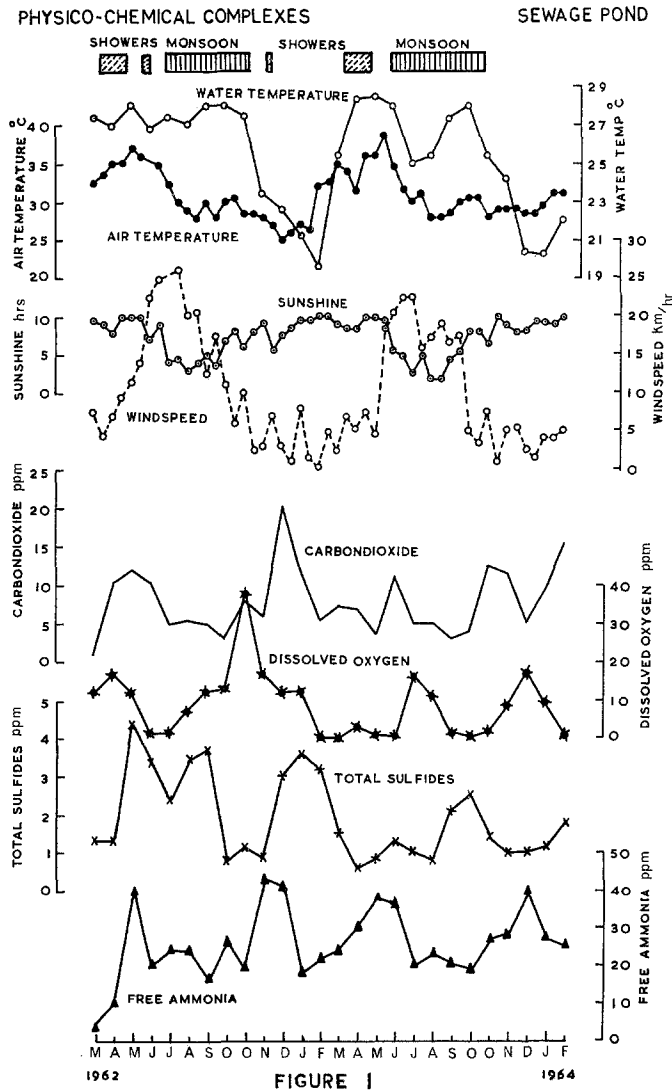 PHYSICO-CHEMICAL COMPLEXES SEWAGE POND
SHOWERS MONSOON SHOWERS MONSOON
WATER TEMPERATURE
AIR TEMPERATURE °C
40
35
30
25
20
WATER TEMP °C
29
27
25
23
21
19
AIR TEMPERATURE
SUNSHINE hrs
10
5
0
SUNSHINE
WINDSPEED km/hr
30
25
20
15
10
5
0
WINDSPEED
CARBONDIOXIDE ppm
25
20
15
10
5
0
CARBONDIOXIDE
DISSOLVED OXYGEN ppm
40
30
20
10
0
DISSOLVED OXYGEN
TOTAL SULFIDES ppm
5
4
3
2
1
0
TOTAL SULFIDES
FREE AMMONIA ppm
50
40
30
20
10
0
FREE AMMONIA
M A M J J A S O N D J F M A M J J A S O N D J F
1962 1964
FIGURE 1